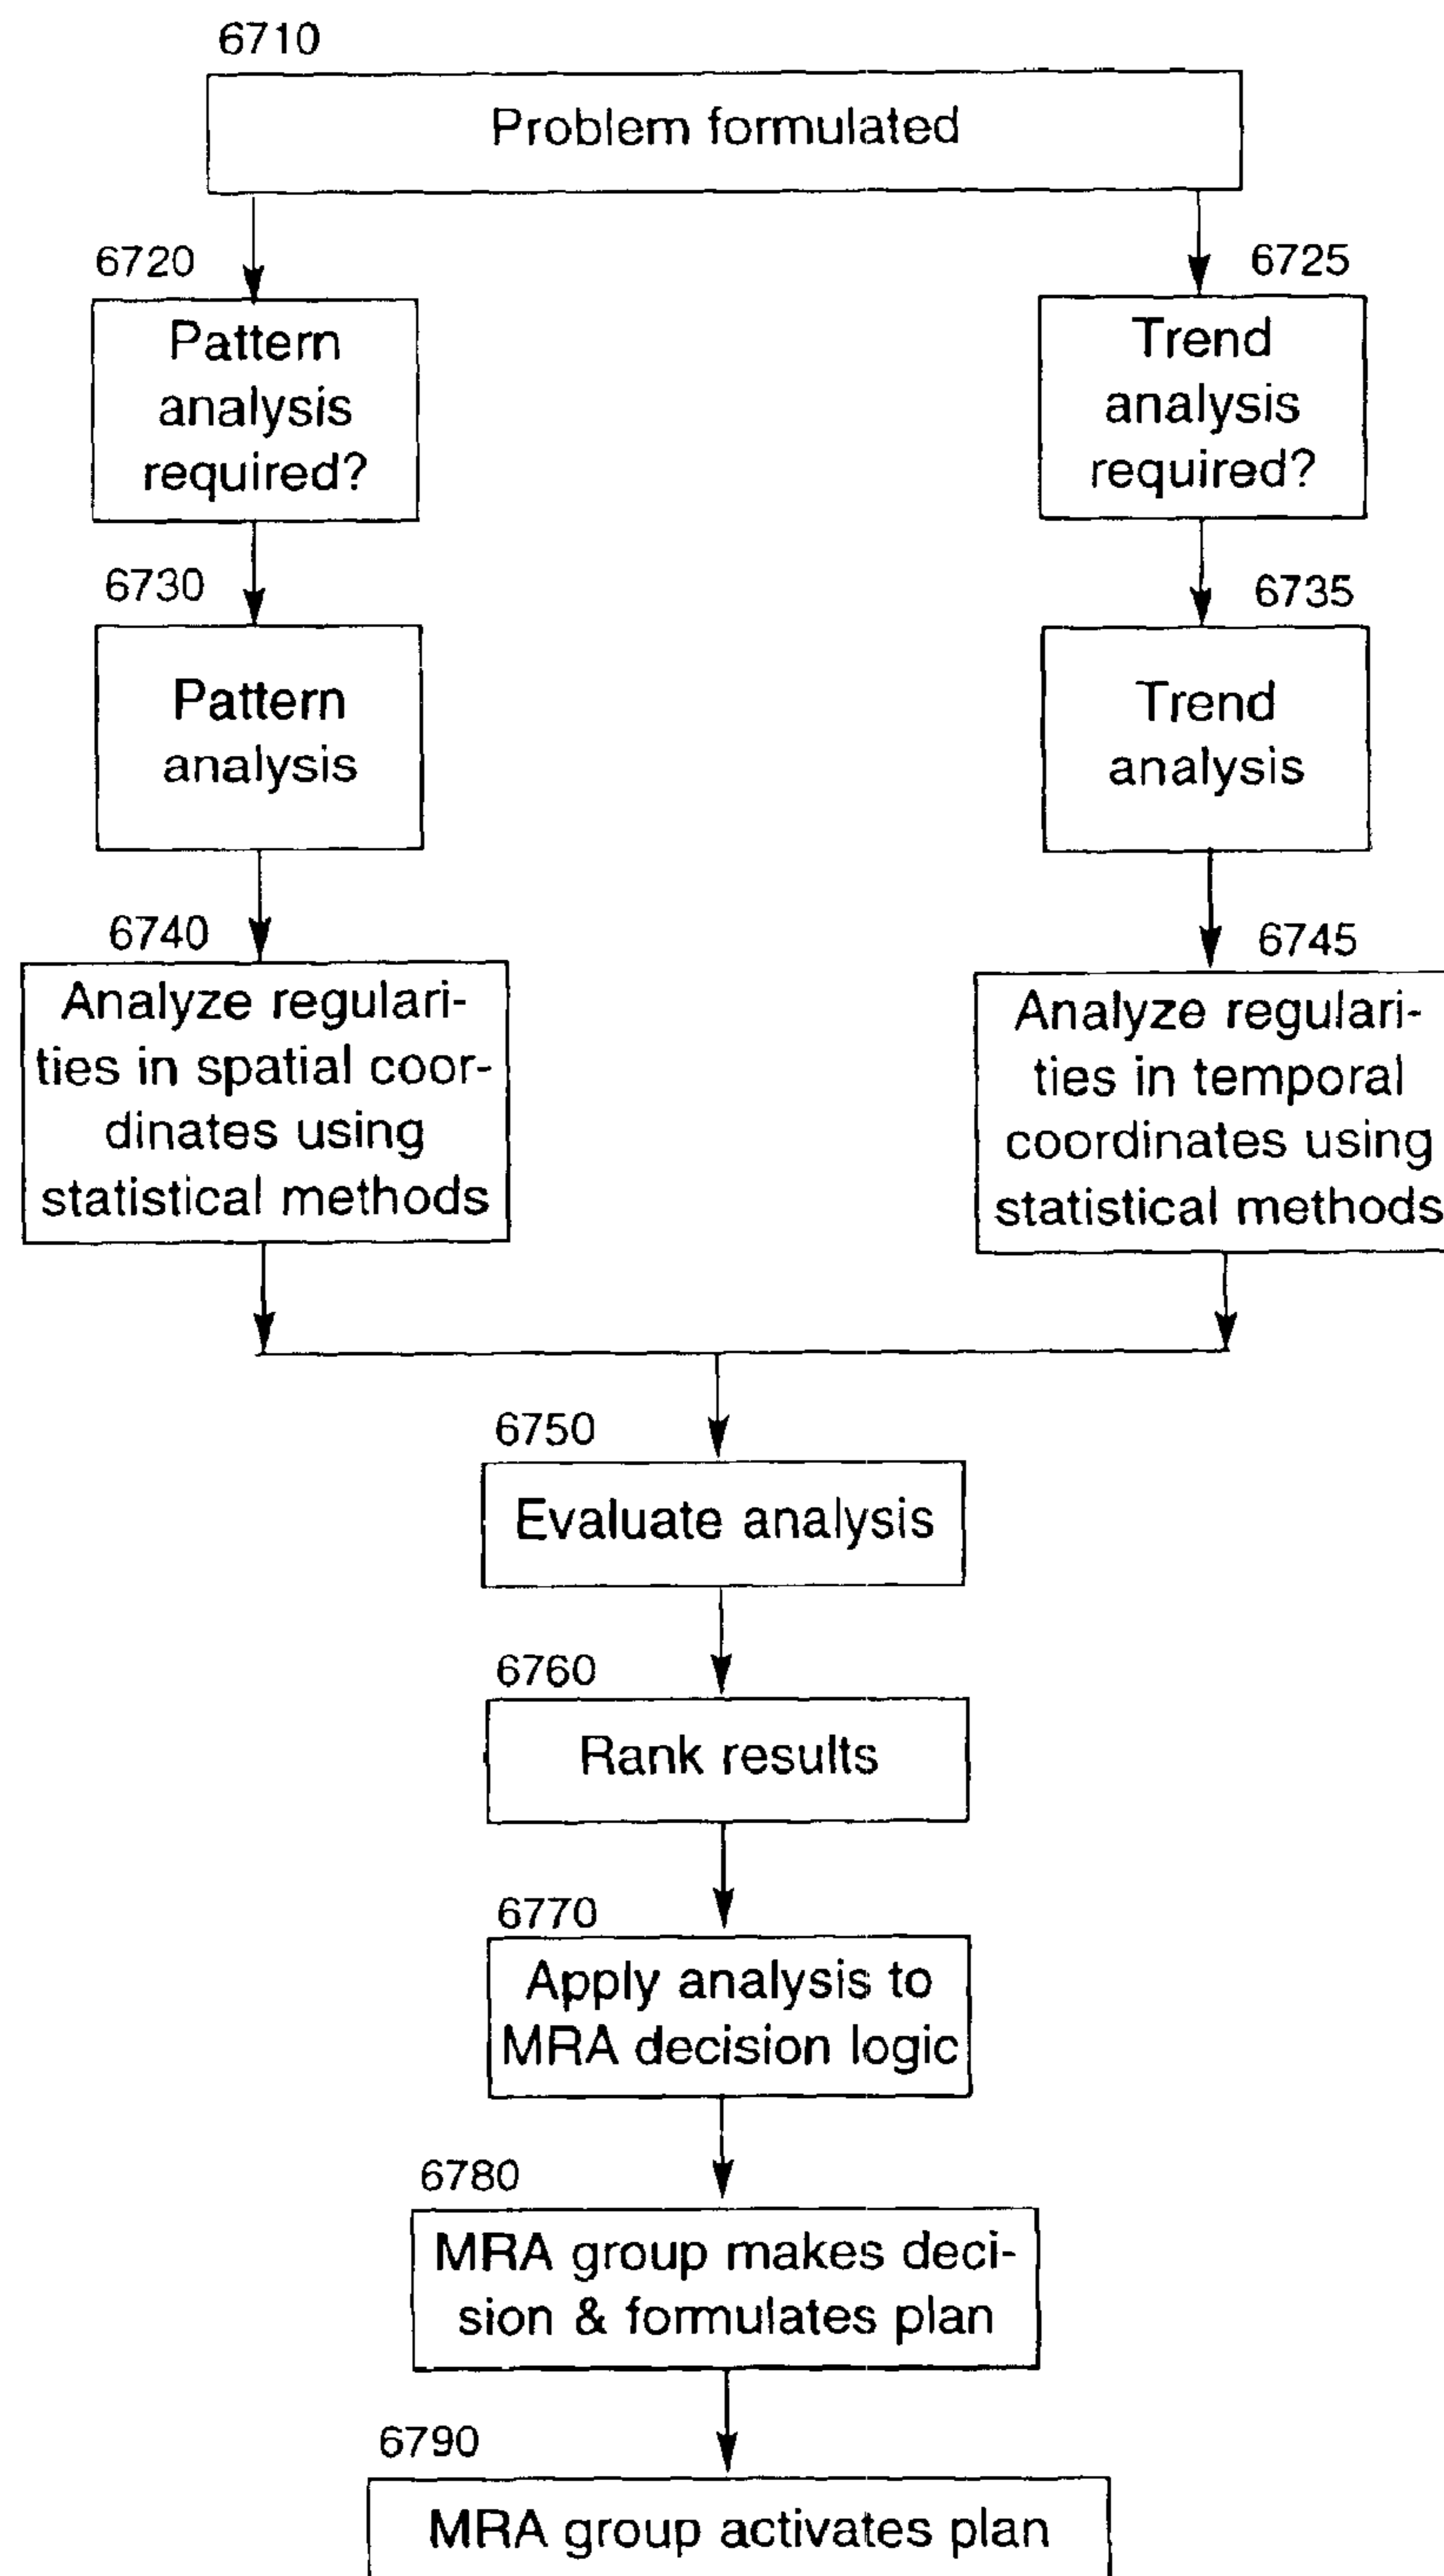 6710
Problem formulated
6720
Pattern
analysis
required?
6725
Trend
analysis
required?
6730
Pattern
analysis
6735
Trend
analysis
6740
Analyze regulari-
ties in spatial coor-
dinates using
statistical methods
6745
Analyze regulari-
ties in temporal
coordinates using
statistical methods
6750
Evaluate analysis
6760
Rank results
6770
Apply analysis to
MRA decision logic
6780
MRA group makes deci-
sion & formulates plan
6790
MRA group activates plan